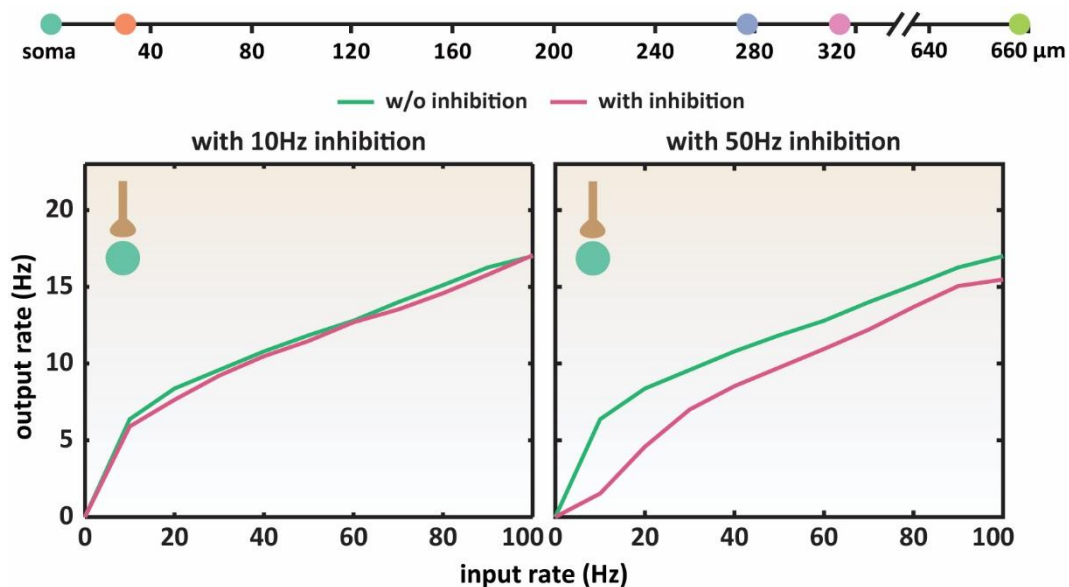 soma 40 80 120 160 200 240 280 320 640 660 µm
w/o inhibition with inhibition
with 10Hz inhibition with 50Hz inhibition
output rate (Hz)
20
15
10
5
0
0 20 40 60 80 100 0 20 40 60 80 100
input rate (Hz)